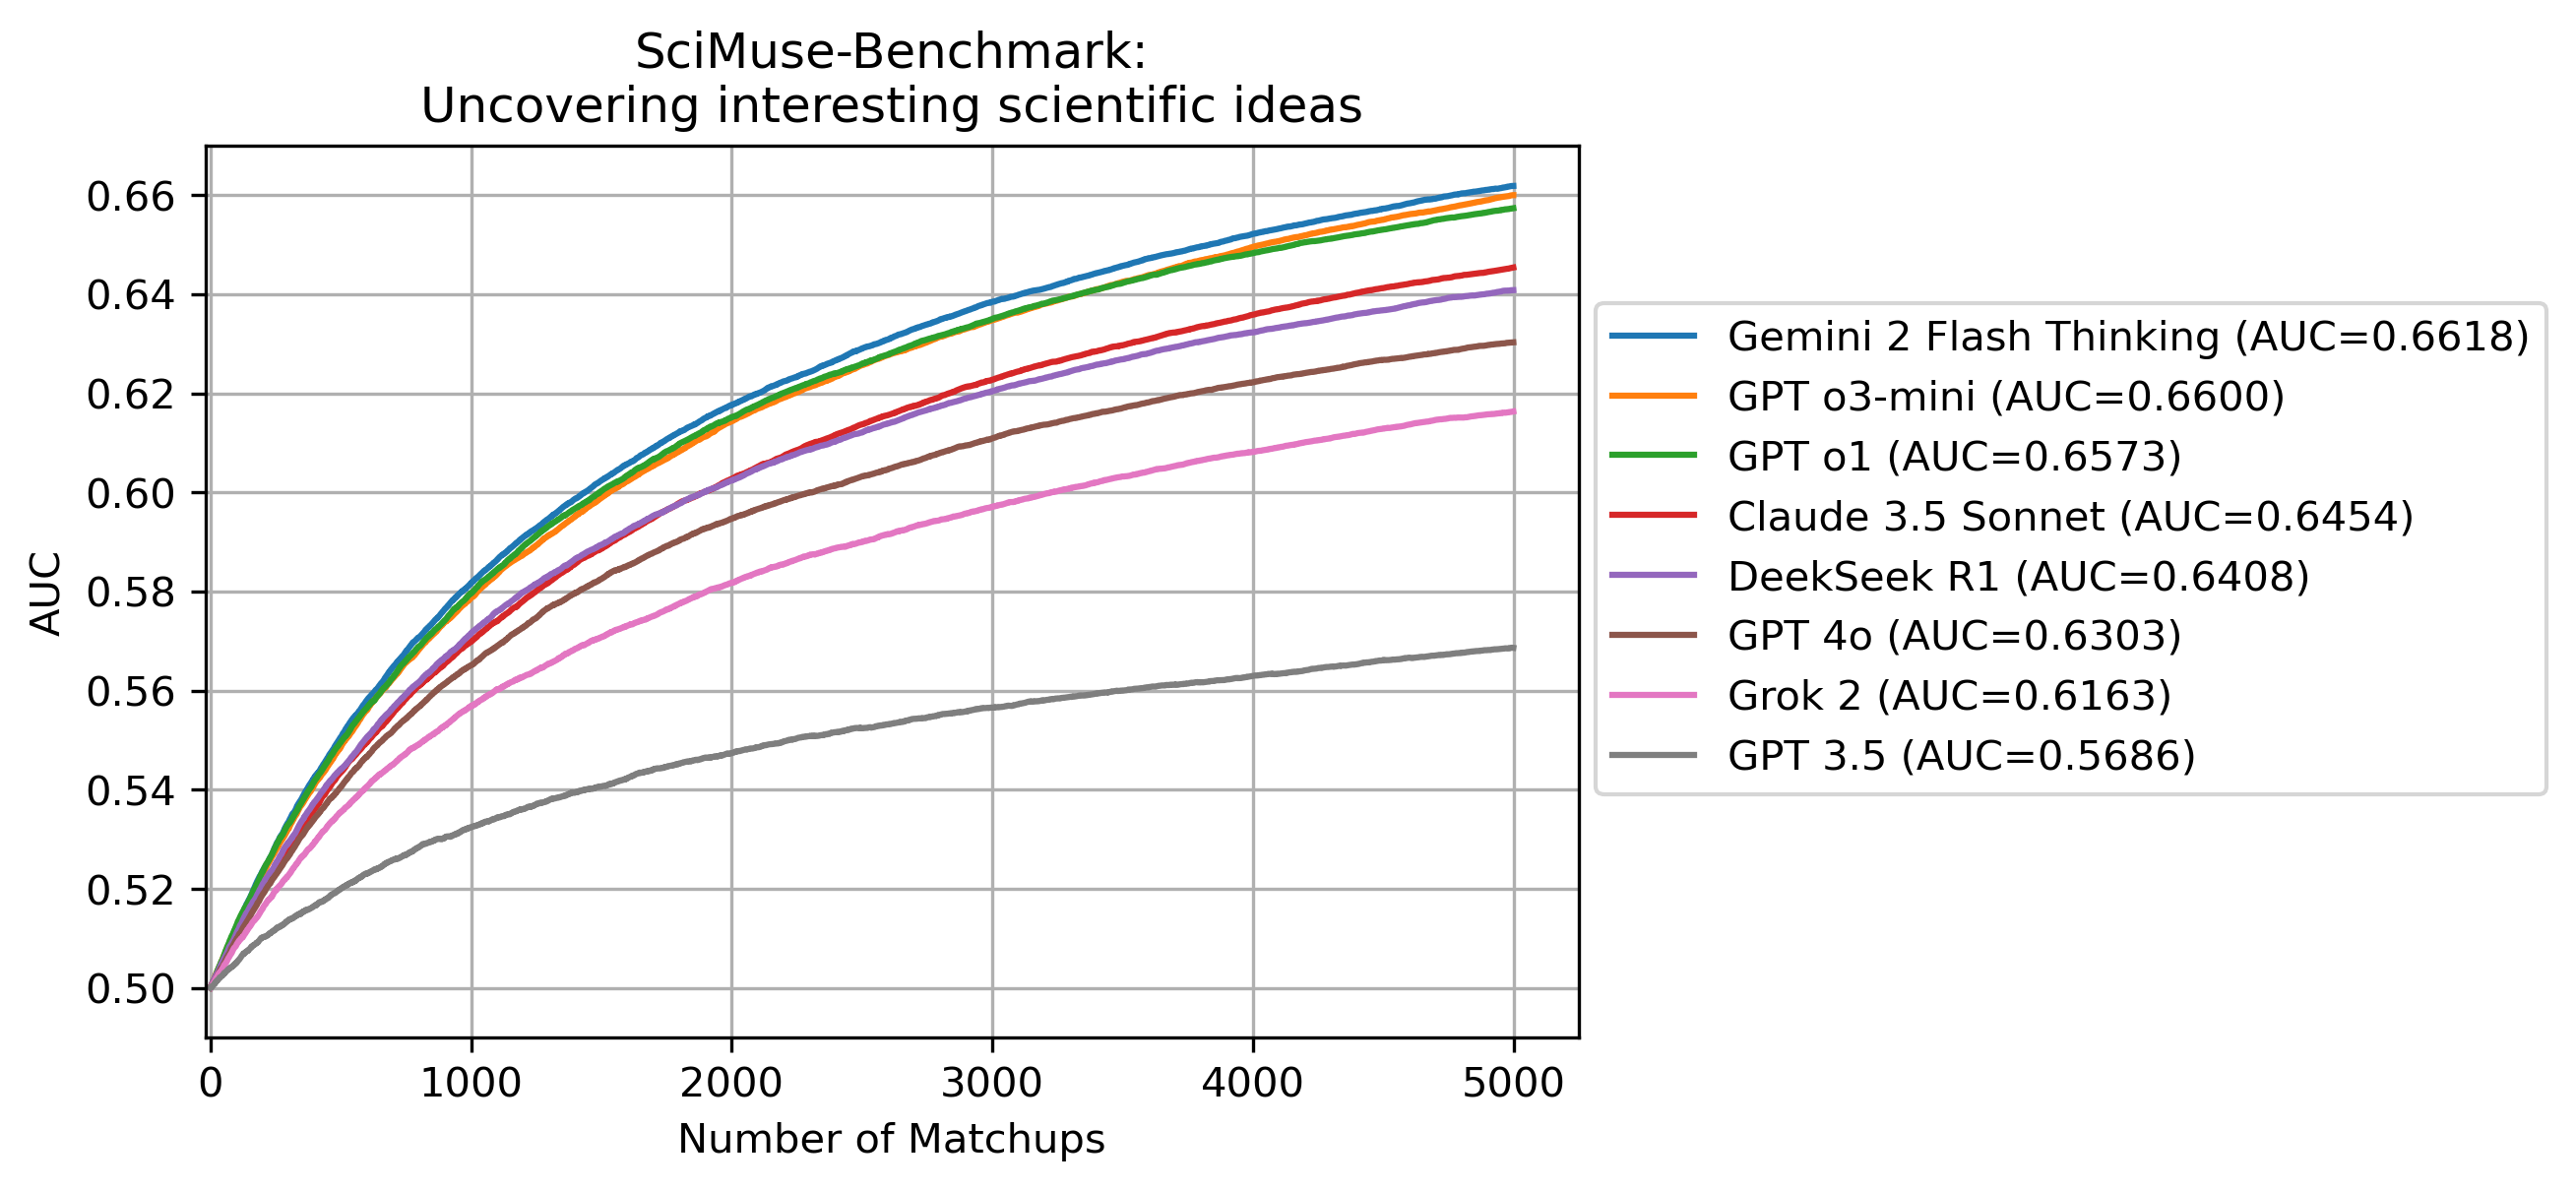 SciMuse-Benchmark:
Uncovering interesting scientific ideas
0.66
0.64
0.62
0.60
0.58
0.56
0.54
0.52
0.50
AUC
0 1000 2000 3000 4000 5000
Number of Matchups
Gemini 2 Flash Thinking (AUC=0.6618)
GPT o3-mini (AUC=0.6600)
GPT o1 (AUC=0.6573)
Claude 3.5 Sonnet (AUC=0.6454)
DeekSeek R1 (AUC=0.6408)
GPT 4o (AUC=0.6303)
Grok 2 (AUC=0.6163)
GPT 3.5 (AUC=0.5686)